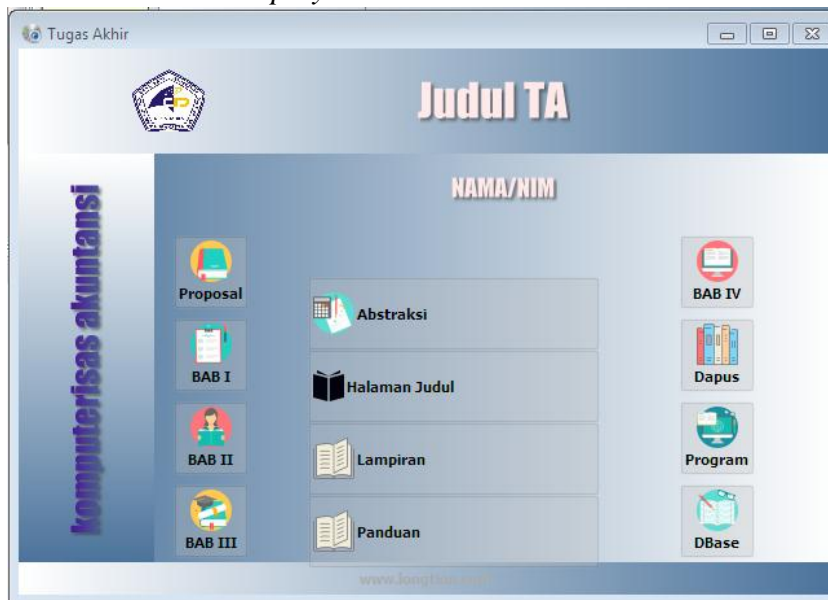 Tugas Akhir
Judul TA
komputerisas akuntansi
NAMA/NIM
Proposal
BAB I
BAB II
BAB III
Abstraksi
Halaman Judul
Lampiran
Panduan
BAB IV
Dapus
Program
DBase